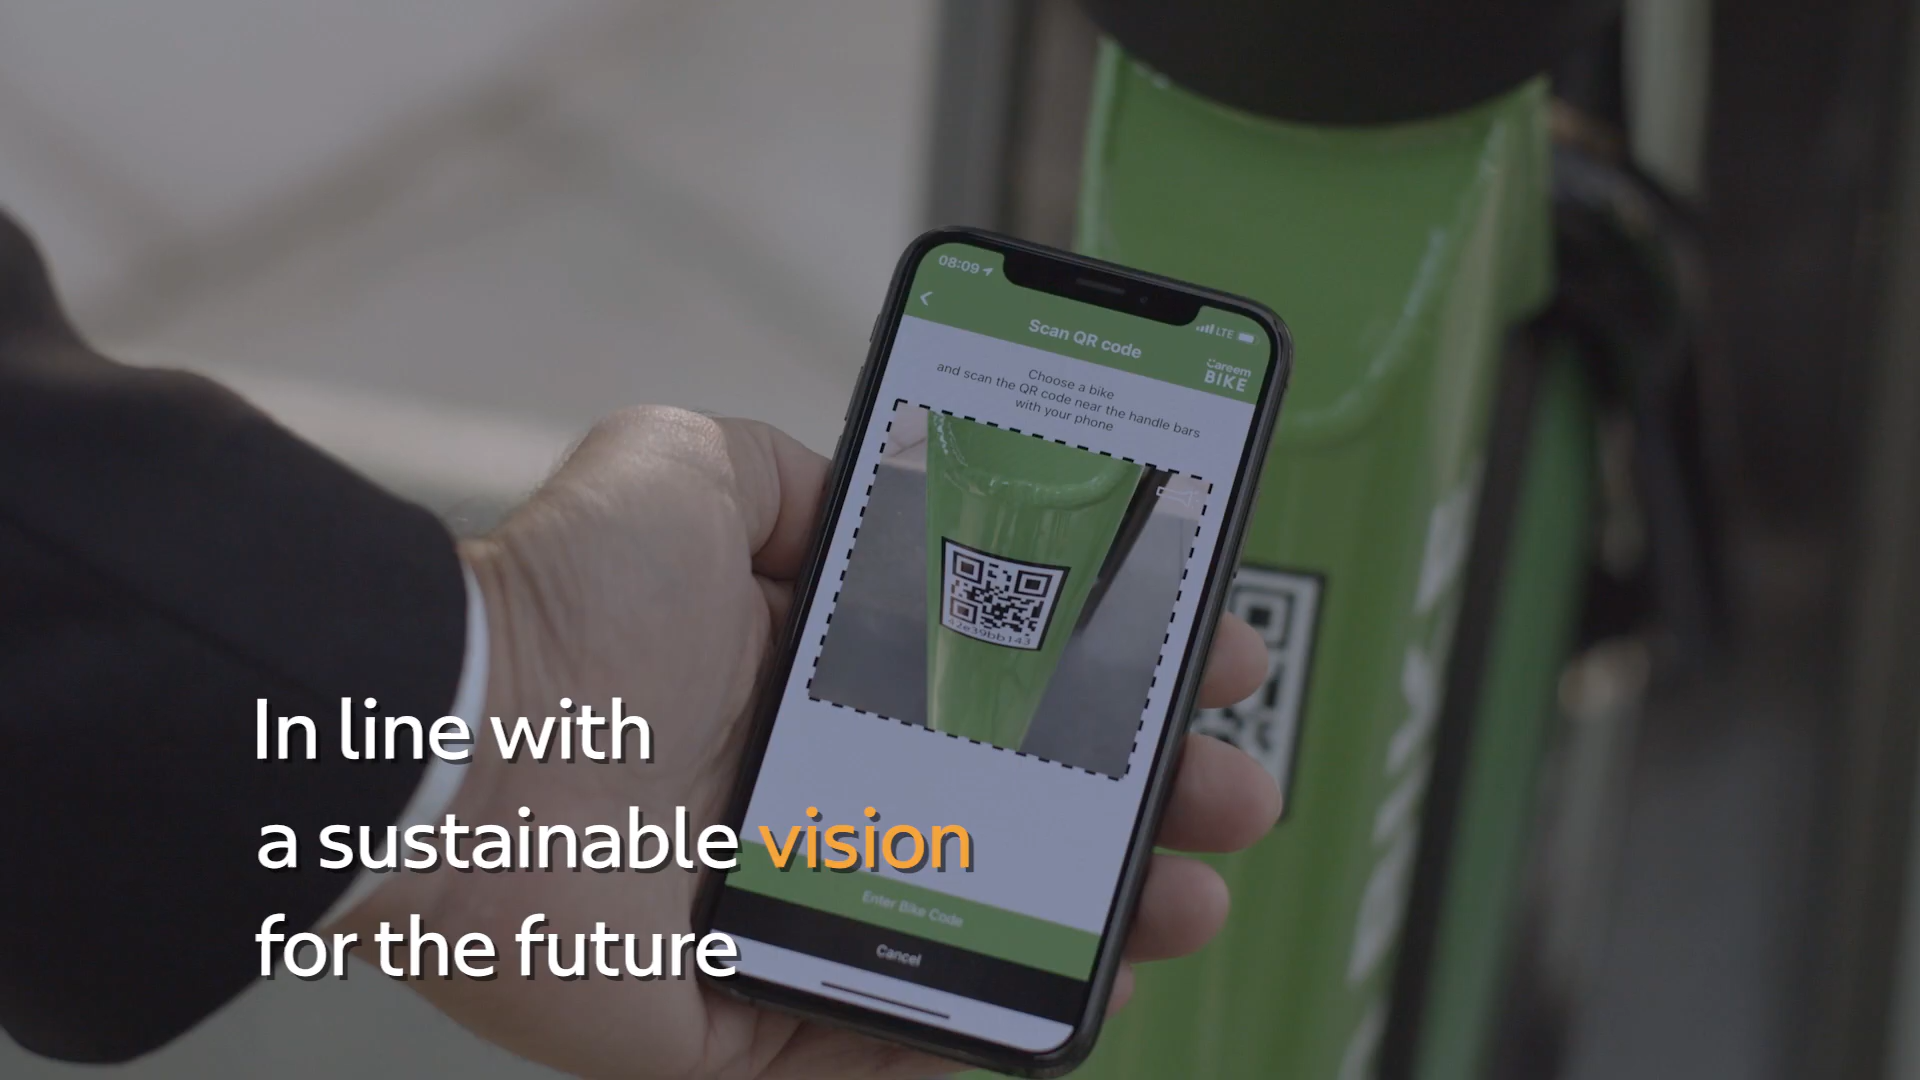 08:09
LTE
Scan QR code
Careem
BIKE
Choose a bike
and scan the QR code near the handle bars
with your phone
42e39bb143
In line with
a sustainable vision
for the future
Enter Bike Code
Cancel